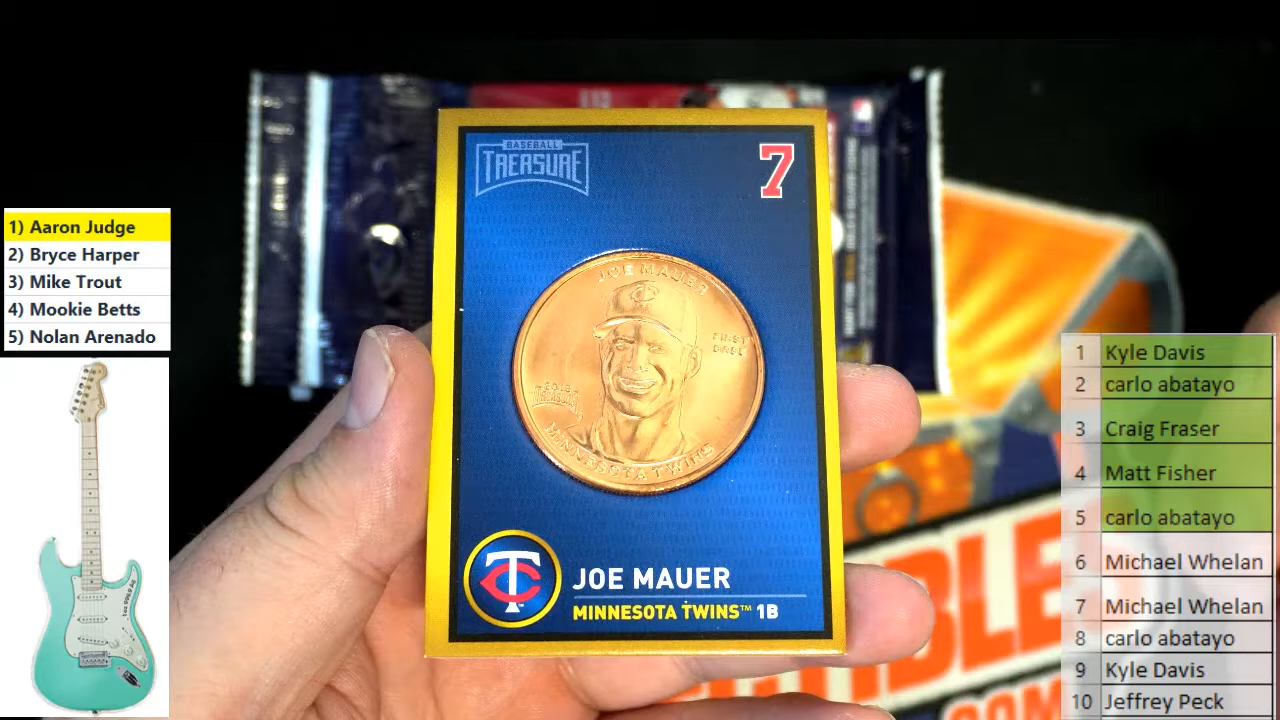 1) Aaron Judge
2) Bryce Harper
3) Mike Trout
4) Mookie Betts
5) Nolan Arenado
BASEBALL
TREASURE
7
JOE MAUER
FIRST
BASE
TREASURE
MINNESOTA TWINS
JOE MAUER
MINNESOTA TWINS™ 1B
1 Kyle Davis
2 carlo abatayo
3 Craig Fraser
4 Matt Fisher
5 carlo abatayo
6 Michael Whelan
7 Michael Whelan
8 carlo abatayo
9 Kyle Davis
10 Jeffrey Peck